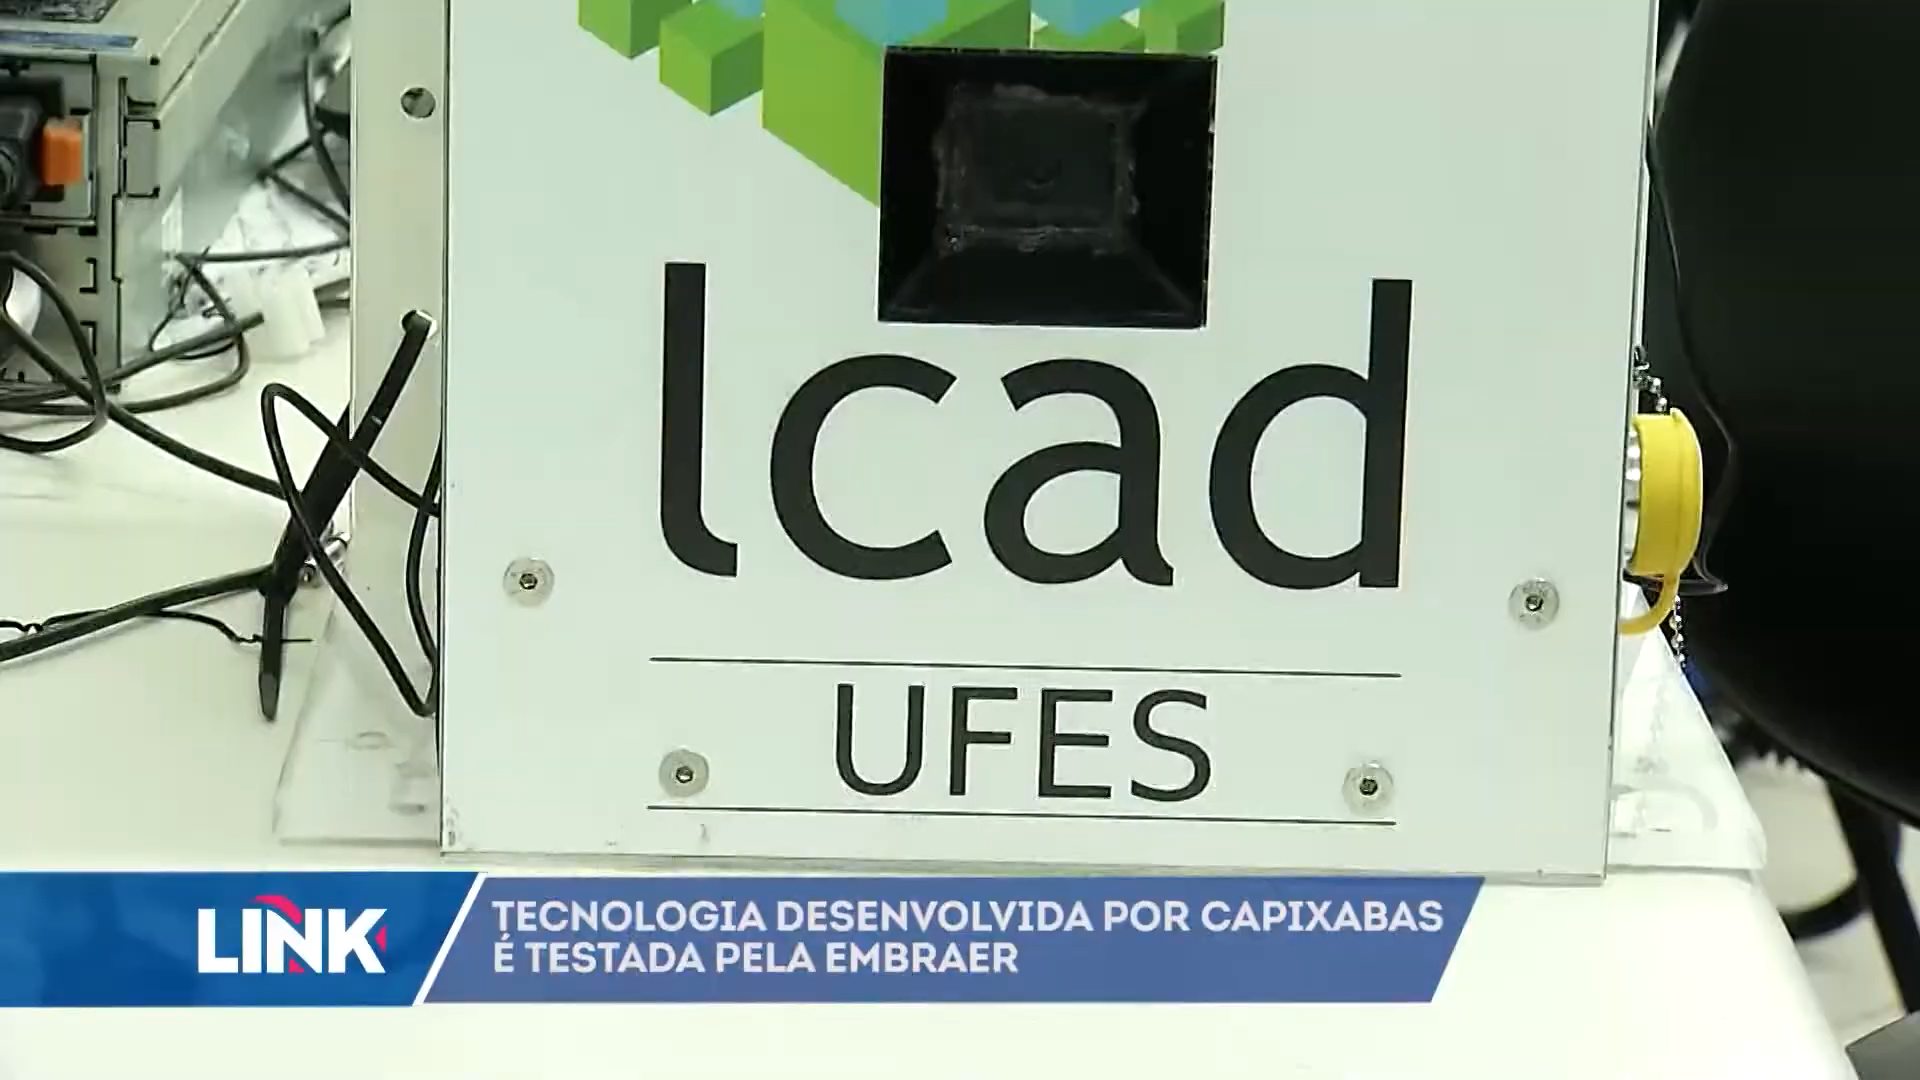 lcad
UFES
LINK
TECNOLOGIA DESENVOLVIDA POR CAPIXABAS
É TESTADA PELA EMBRAER